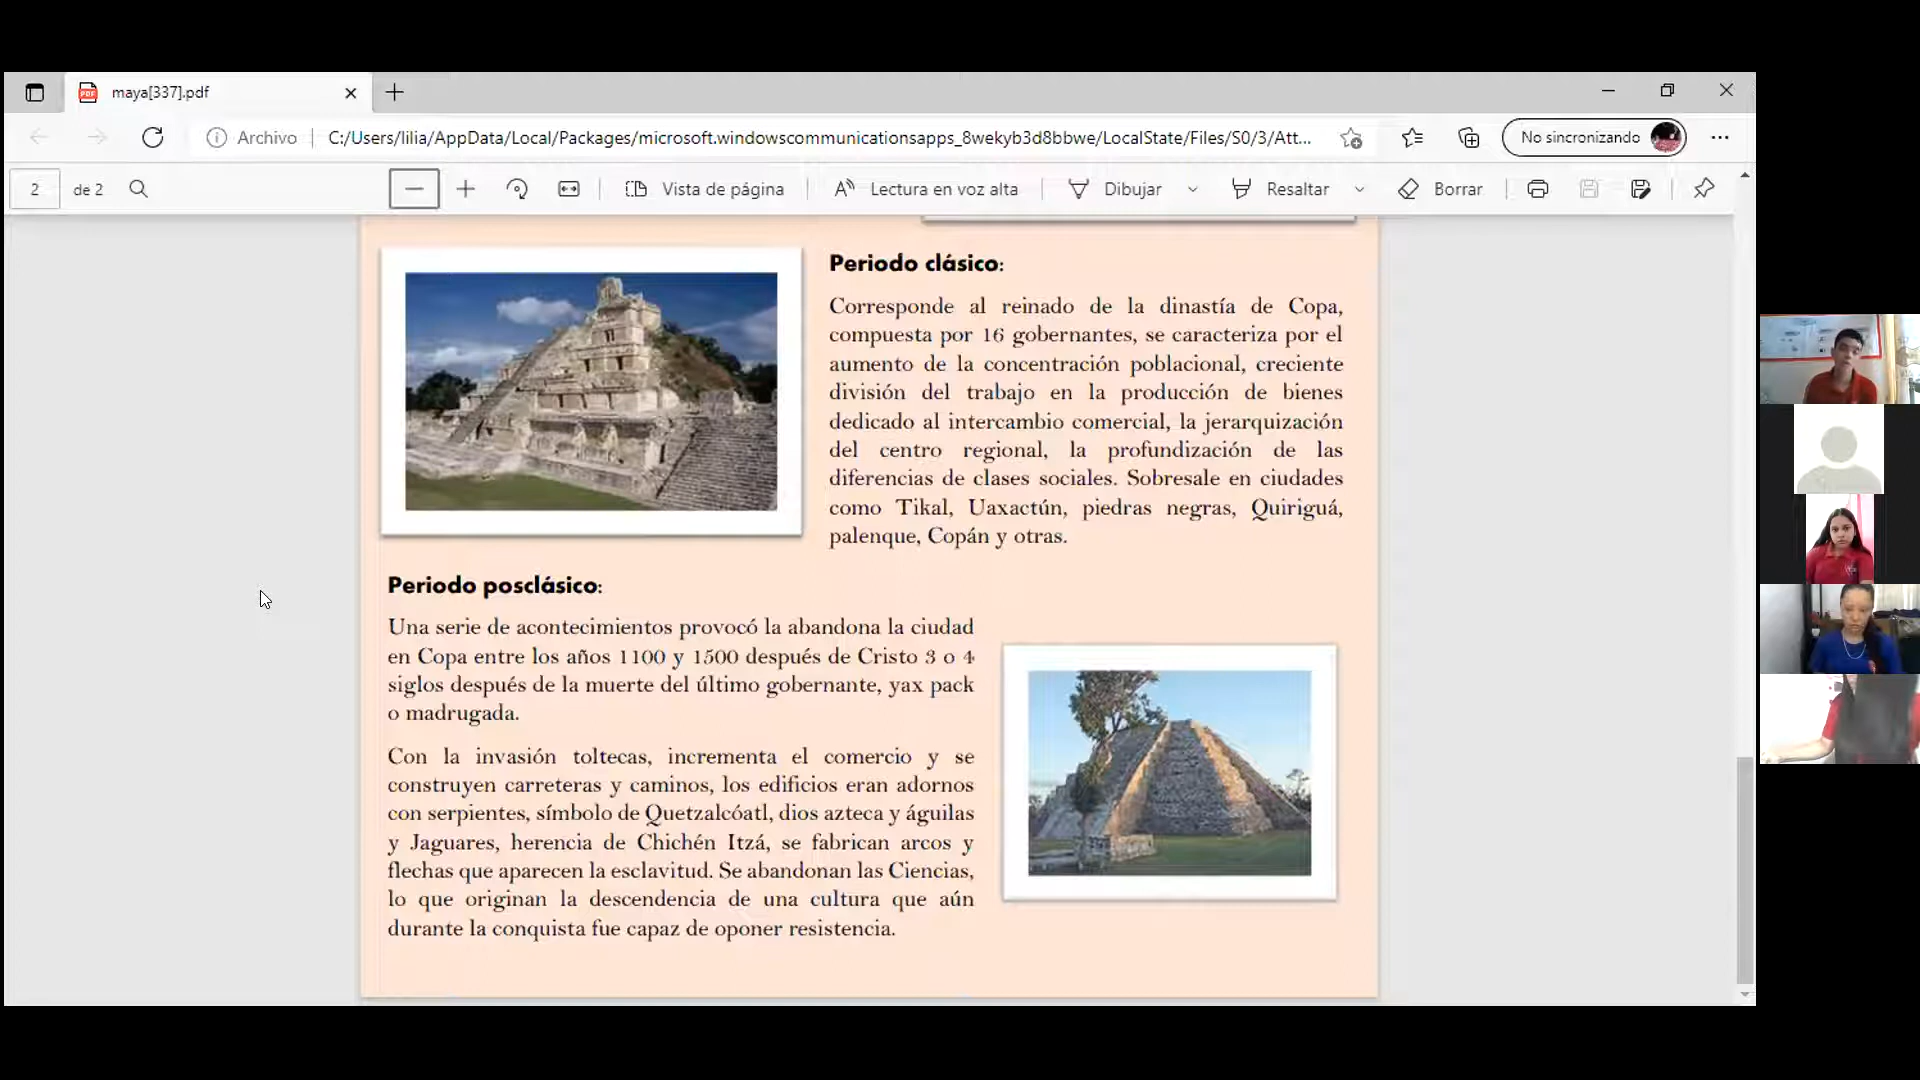 maya[337].pdf
Archivo
C:/Users/lilia/AppData/Local/Packages/microsoft.windowscommunicationsapps_8wekyb3d8bbwe/LocalState/Files/S0/3/Att...
No sincronizando
2 de 2
Vista de página
Lectura en voz alta
Dibujar
Resaltar
Borrar
Periodo clásico:
Corresponde al reinado de la dinastía de Copa,
compuesta por 16 gobernantes, se caracteriza por el
aumento de la concentración poblacional, creciente
división del trabajo en la producción de bienes
dedicado al intercambio comercial, la jerarquización
del centro regional, la profundización de las
diferencias de clases sociales. Sobresale en ciudades
como Tikal, Uaxactún, piedras negras, Quiriguá,
palenque, Copán y otras.
Periodo posclásico:
Una serie de acontecimientos provocó la abandona la ciudad
en Copa entre los años 1100 y 1500 después de Cristo 3 o 4
siglos después de la muerte del último gobernante, yax pack
o madrugada.
Con la invasión toltecas, incrementa el comercio y se
construyen carreteras y caminos, los edificios eran adornos
con serpientes, símbolo de Quetzalcóatl, dios azteca y águilas
y Jaguares, herencia de Chichén Itzá, se fabrican arcos y
flechas que aparecen la esclavitud. Se abandonan las Ciencias,
lo que originan la descendencia de una cultura que aún
durante la conquista fue capaz de oponer resistencia.